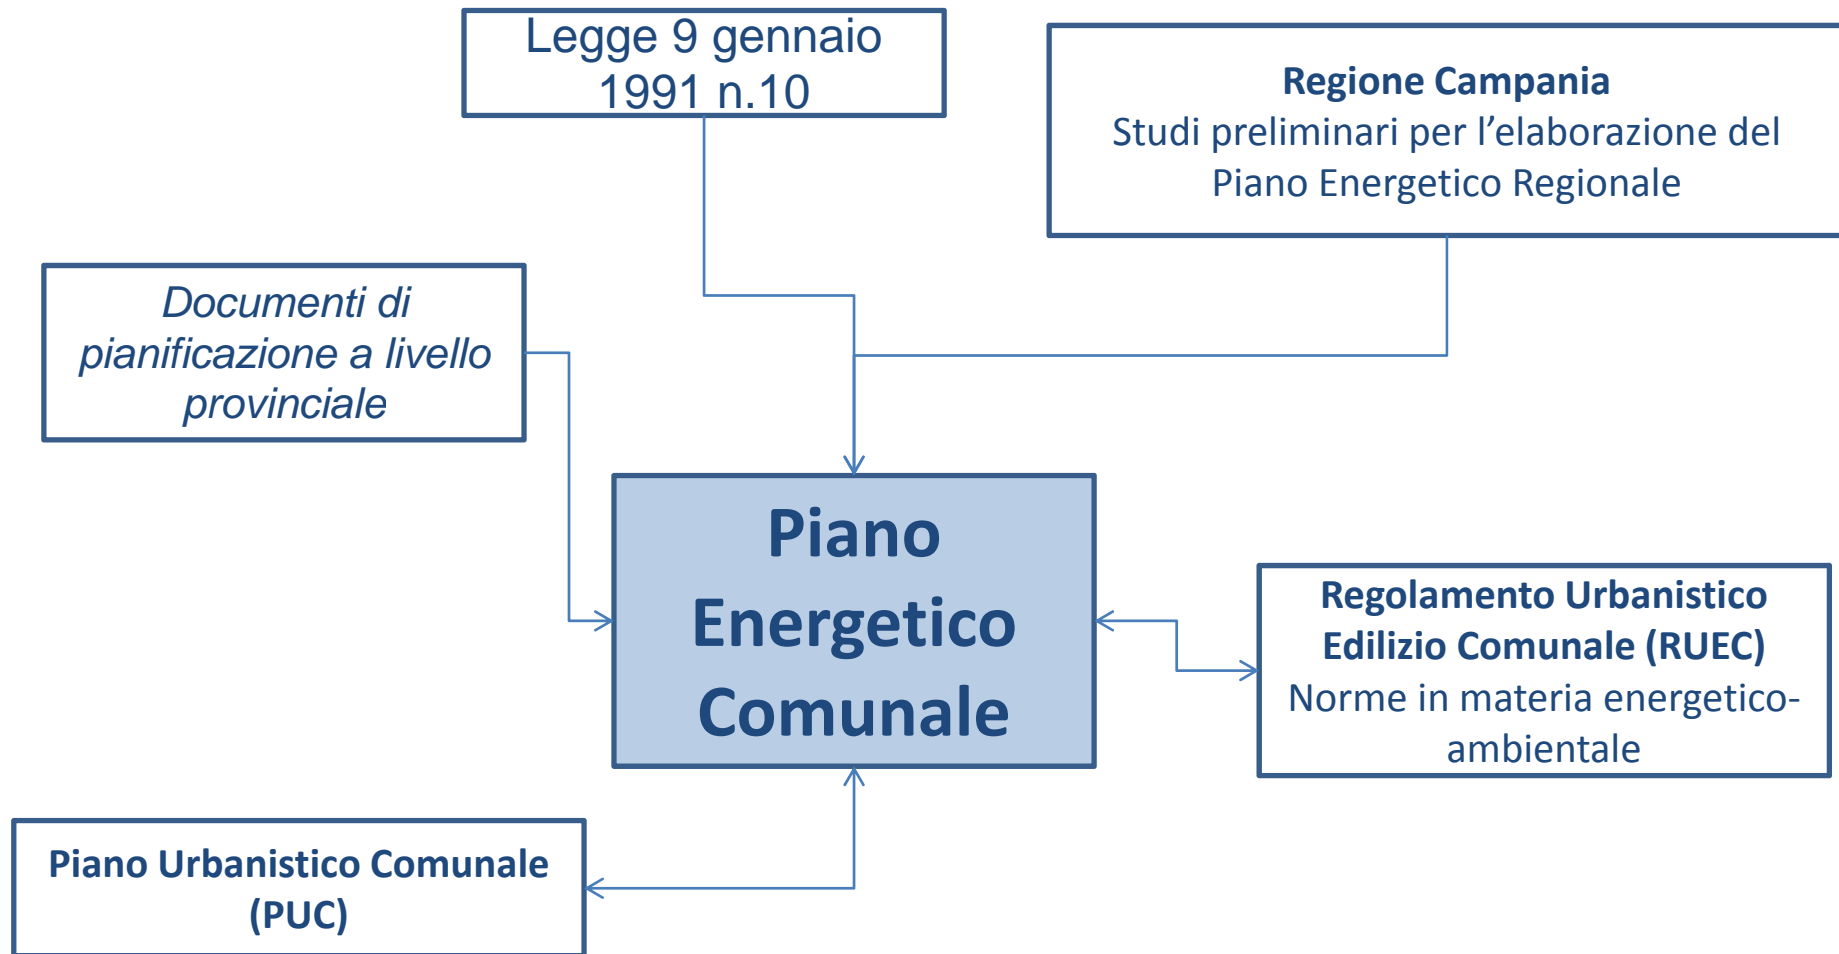 Legge 9 gennaio
1991 n.10
Regione Campania
Studi preliminari per l’elaborazione del
Piano Energetico Regionale
Documenti di
pianificazione a livello
provinciale
Piano
Energetico
Comunale
Regolamento Urbanistico
Edilizio Comunale (RUEC)
Norme in materia energetico-
ambientale
Piano Urbanistico Comunale
(PUC)